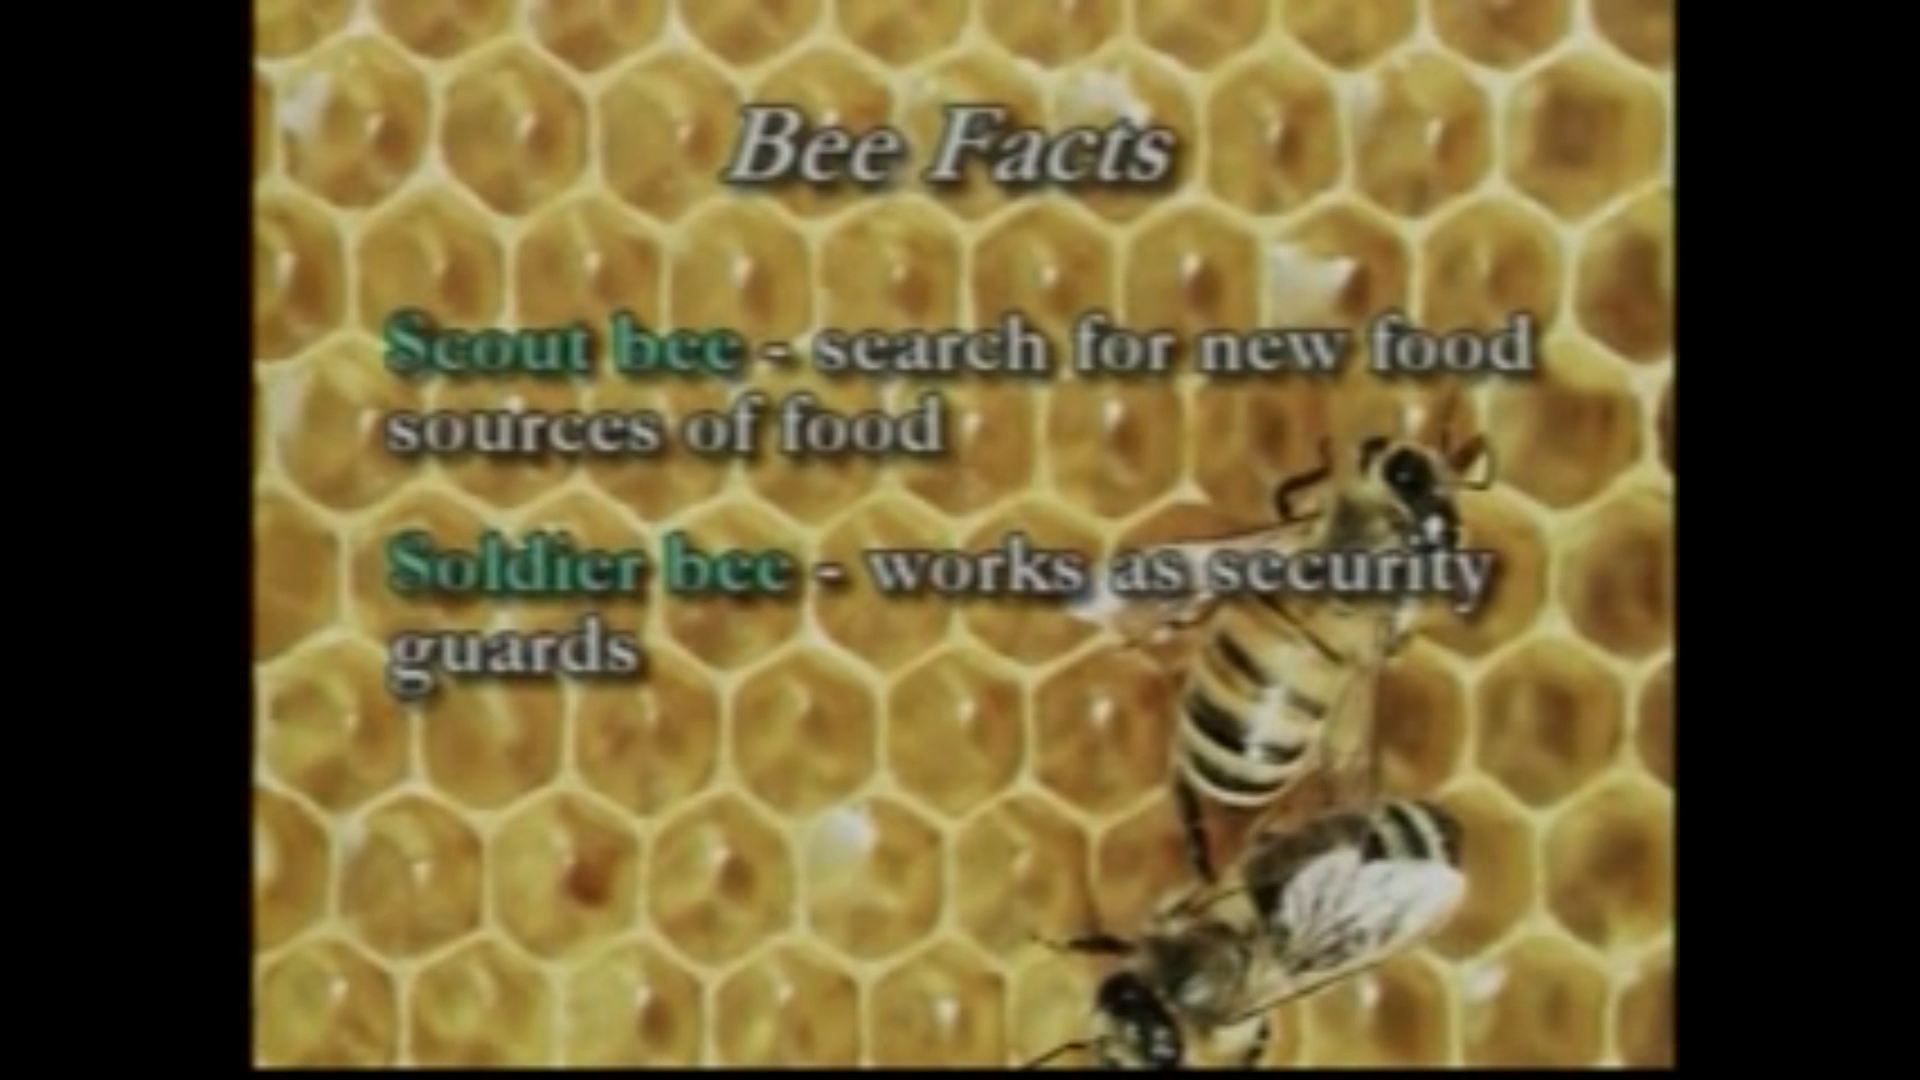 Bee Facts
Scout bee - search for new food
sources of food
Soldier bee - works as security
guards